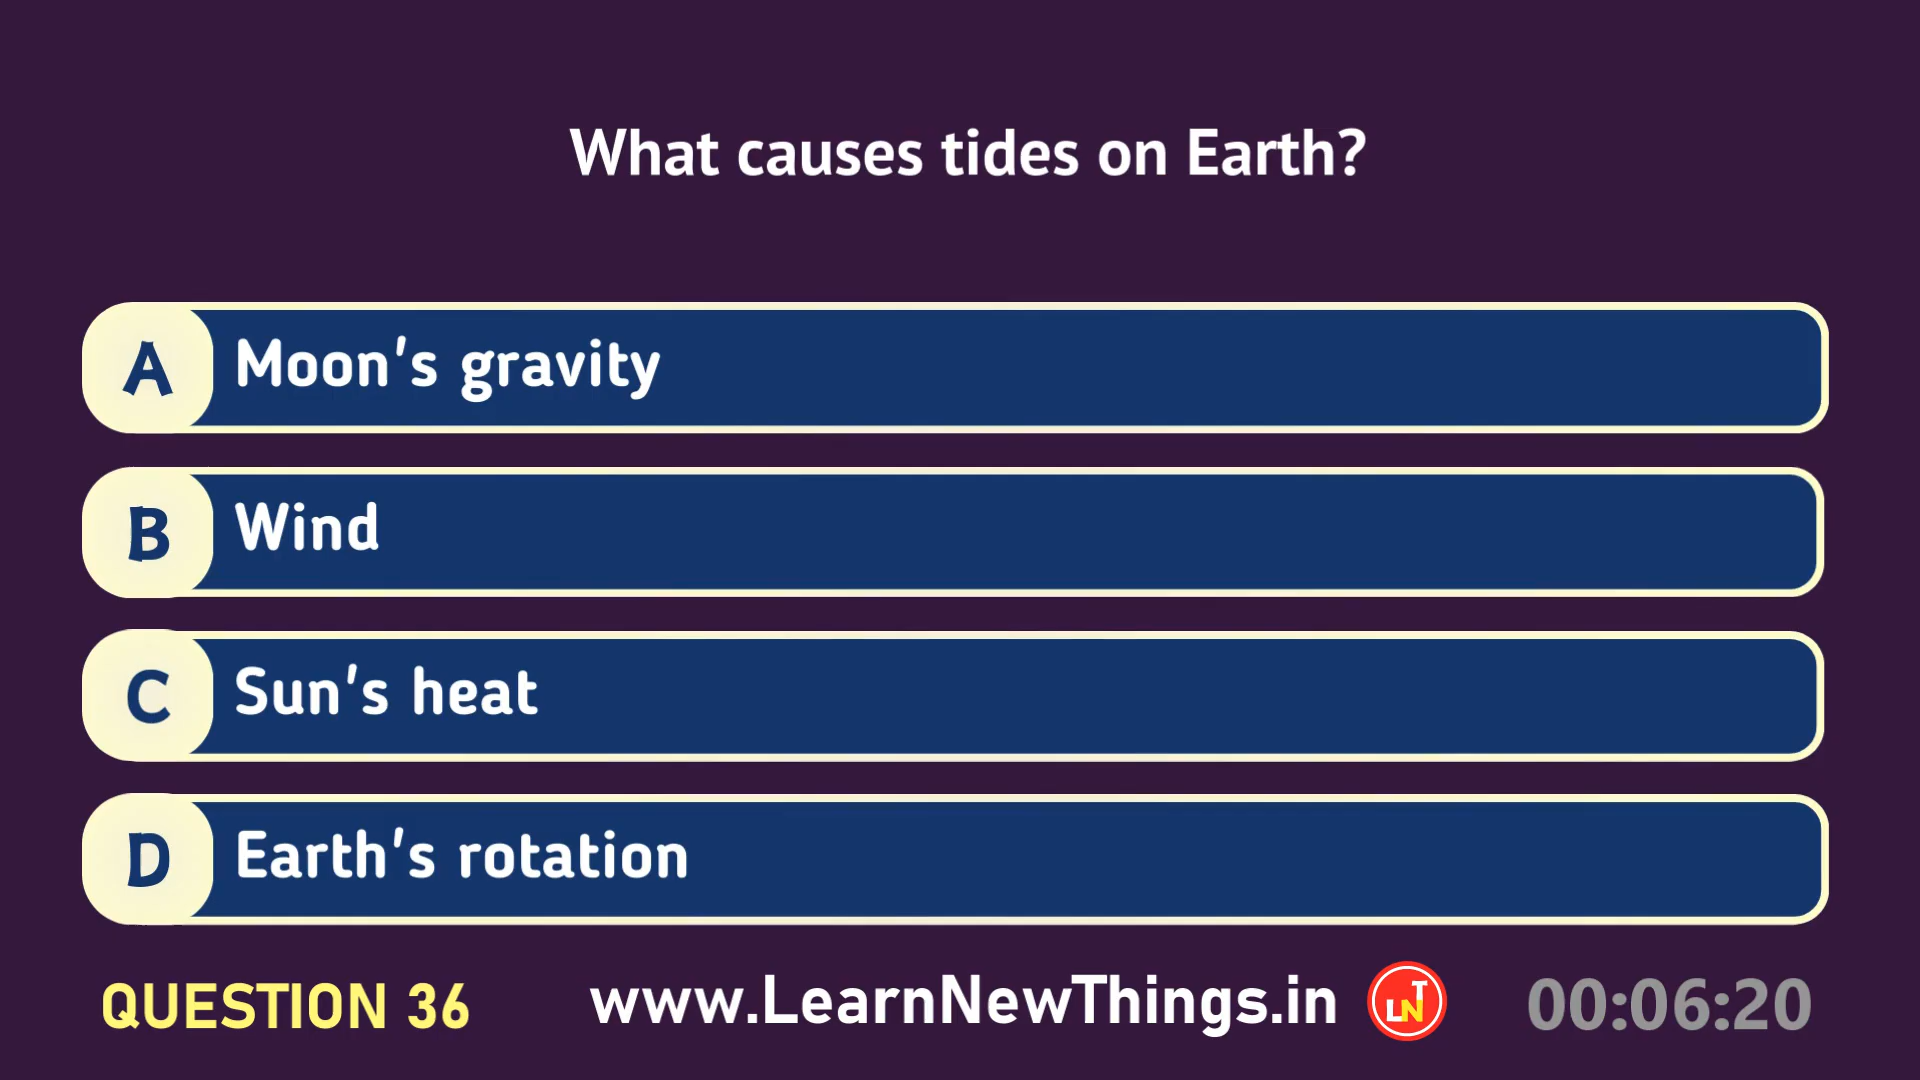 What causes tides on Earth?
A Moon's gravity
B Wind
C Sun's heat
D Earth's rotation
QUESTION 36 www.LearnNewThings.in LNT 00:06:20